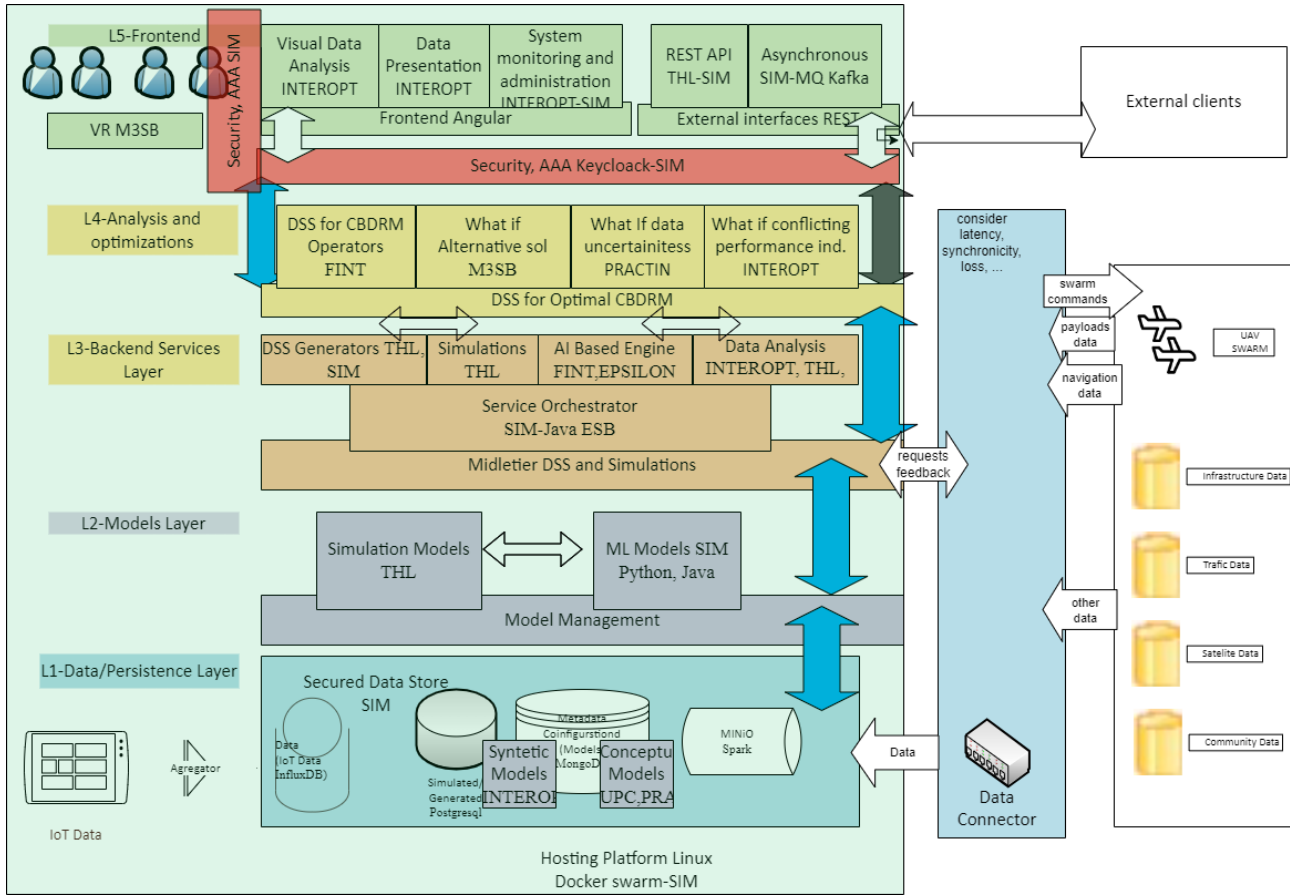 L5-Frontend
VR M3SB
Security, AAA SIM
Visual Data
Analysis
INTEROPT
Data
Presentation
INTEROPT
System
monitoring and
administration
INTEROPT-SIM
Frontend Angular
REST API
THL-SIM
Asynchronous
SIM-MQ Kafka
External interfaces REST
External clients
Security, AAA Keycloack-SIM
L4-Analysis and
optimizations
DSS for CBDRM
Operators
FINT
What if
Alternative sol
M3SB
What If data
uncertainitess
PRACTIN
What if conflicting
performance ind.
INTEROPT
DSS for Optimal CBDRM
consider
latency,
synchronicity,
loss, ...
swarm
commands
payloads
data
navigation
data
UAV
SWARM
L3-Backend Services
Layer
DSS Generators THL,
SIM
Simulations
THL
AI Based Engine
FINT,EPSILON
Data Analysis
INTEROPT, THL,
Service Orchestrator
SIM-Java ESB
Midletier DSS and Simulations
requests
feedback
Infrastructure Data
Trafic Data
Satelite Data
Community Data
other
data
L2-Models Layer
Simulation Models
THL
ML Models SIM
Python, Java
Model Management
L1-Data/Persistence Layer
Secured Data Store
SIM
Data
(IoT Data
InfluxDB)
Simulated/
Generated
Postgresql
Metadata
Coinfigurstiond
(Models
MongoD
Syntetic
Models
INTEROP
Conceptu
Models
UPC,PRA
MINiO
Spark
Data
Data
Connector
Agregator
IoT Data
Hosting Platform Linux
Docker swarm-SIM